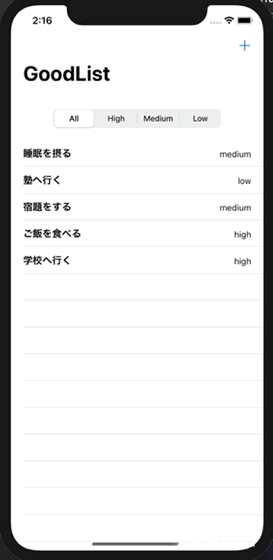 2:16
+
GoodList
All High Medium Low
睡眠を摂る medium
塾へ行く low
宿題をする medium
ご飯を食べる high
学校へ行く high